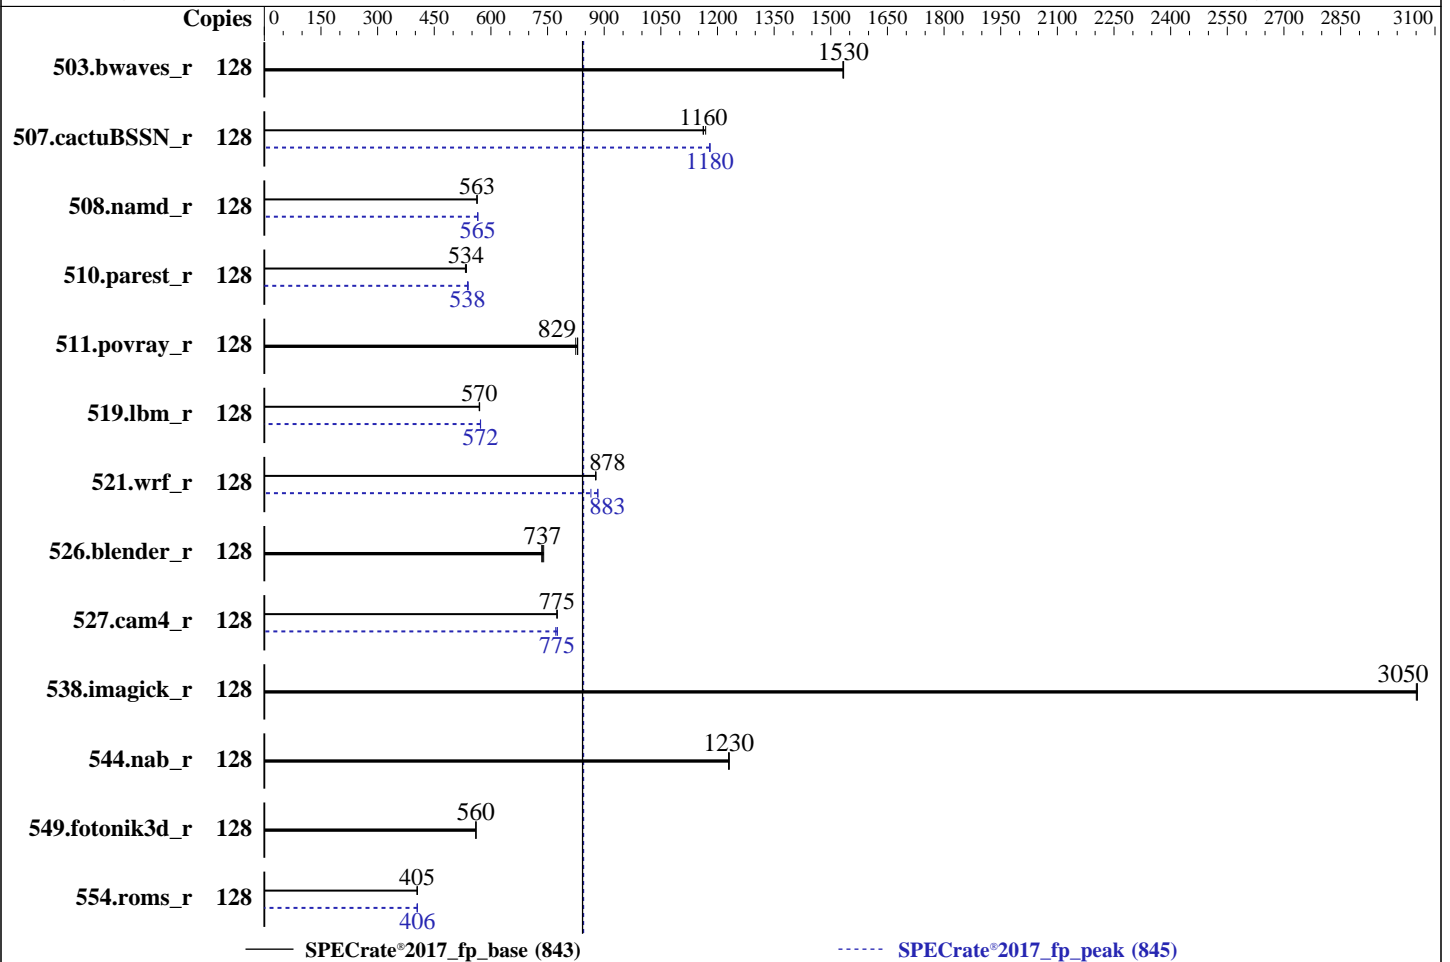 Copies 0 150 300 450 600 750 900 1050 1200 1350 1500 1650 1800 1950 2100 2250 2400 2550 2700 2850 3100
503.bwaves_r 128 1530
507.cactuBSSN_r 128 1160
1180
508.namd_r 128 563
565
510.parest_r 128 534
538
511.povray_r 128 829
519.lbm_r 128 570
572
521.wrf_r 128 878
883
526.blender_r 128 737
527.cam4_r 128 775
775
538.imagick_r 128 3050
544.nab_r 128 1230
549.fotonik3d_r 128 560
554.roms_r 128 405
406
SPECrate®2017_fp_base (843) SPECrate®2017_fp_peak (845)